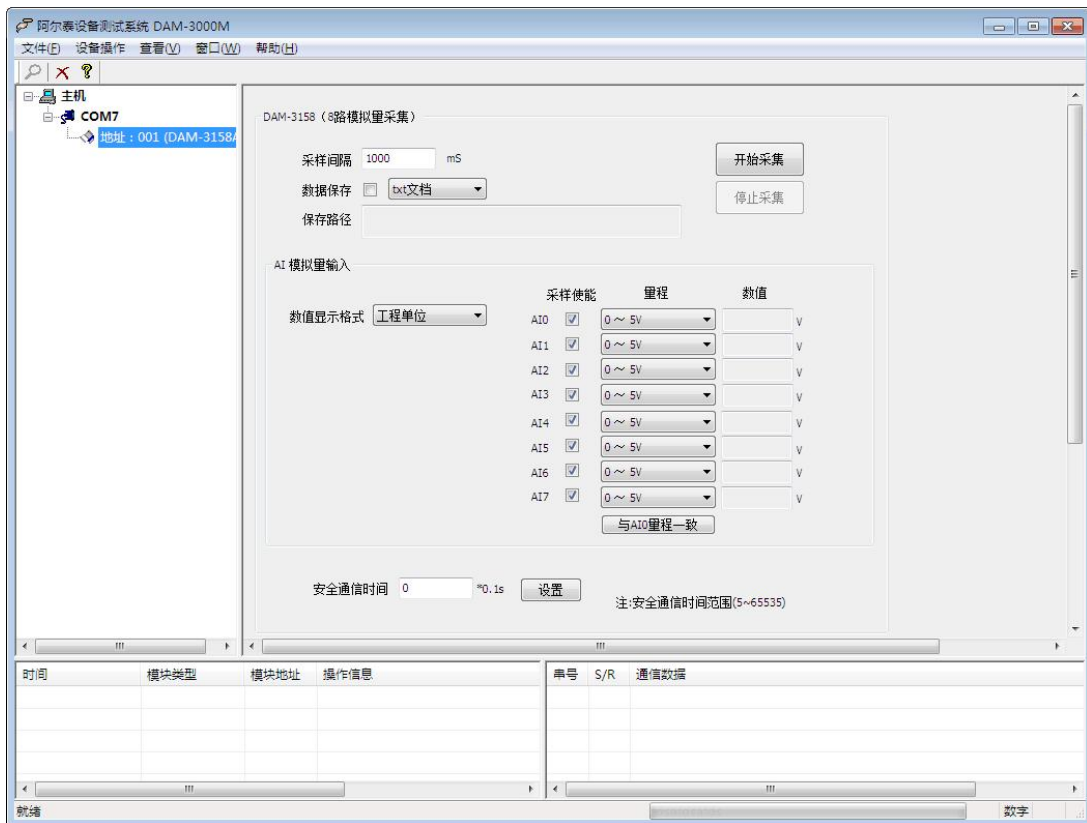 阿尔泰设备测试系统 DAM-3000M
文件(F) 设备操作 查看(V) 窗口(W) 帮助(H)
主机
COM7
地址：001 (DAM-3158A
DAM-3158（8路模拟量采集）
采样间隔 1000 mS 开始采集
数据保存 txt文档 停止采集
保存路径
AI 模拟量输入
采样使能 量程 数值
数值显示格式 工程单位
AI0 0～ 5V V
AI1 0～ 5V V
AI2 0～ 5V V
AI3 0～ 5V V
AI4 0～ 5V V
AI5 0～ 5V V
AI6 0～ 5V V
AI7 0～ 5V V
与AI0量程一致
安全通信时间 0 *0.1s 设置 注:安全通信时间范围(5~65535)
时间 模块类型 模块地址 操作信息 串号 S/R 通信数据
就绪 数字